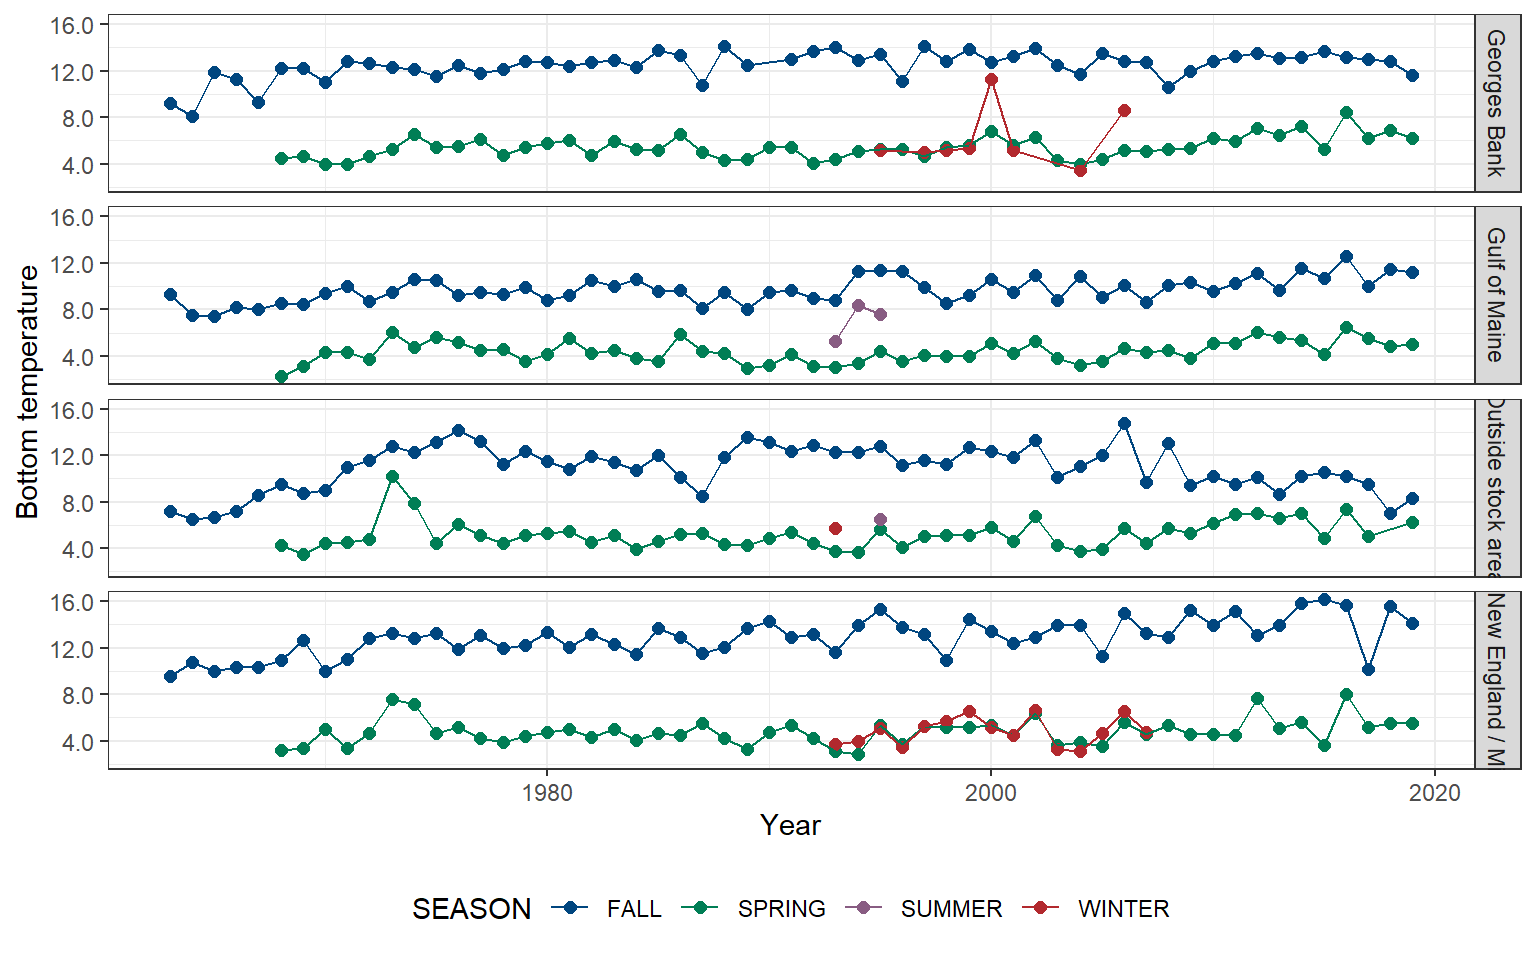 16.0
12.0
8.0
4.0
Georges Bank
16.0
12.0
8.0
4.0
Gulf of Maine
16.0
12.0
8.0
4.0
Outside stock area
16.0
12.0
8.0
4.0
New England / M
Bottom temperature
1980
2000
2020
Year
SEASON
FALL
SPRING
SUMMER
WINTER